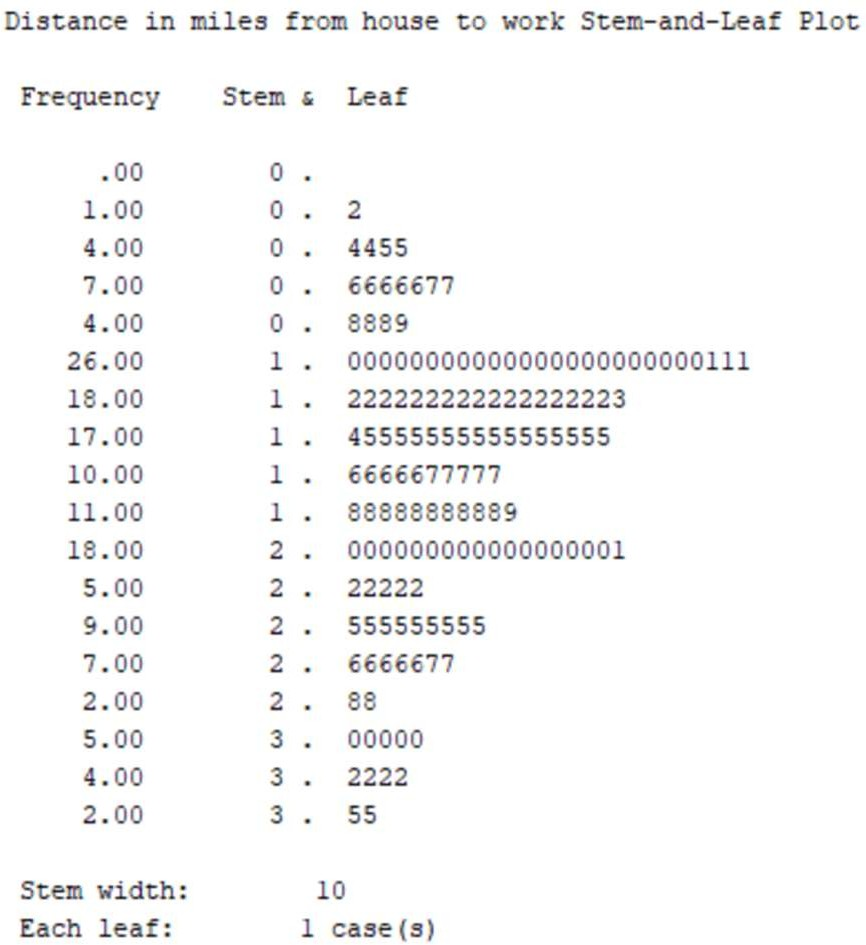 Distance in miles from house to work Stem-and-Leaf Plot
Frequency Stem & Leaf
.00 0 .
1.00 0 . 2
4.00 0 . 4455
7.00 0 . 6666677
4.00 0 . 8889
26.00 1 . 00000000000000000000000111
18.00 1 . 222222222222222223
17.00 1 . 45555555555555555
10.00 1 . 6666677777
11.00 1 . 88888888889
18.00 2 . 000000000000000001
5.00 2 . 22222
9.00 2 . 555555555
7.00 2 . 6666677
2.00 2 . 88
5.00 3 . 00000
4.00 3 . 2222
2.00 3 . 55
Stem width: 10
Each leaf: 1 case(s)